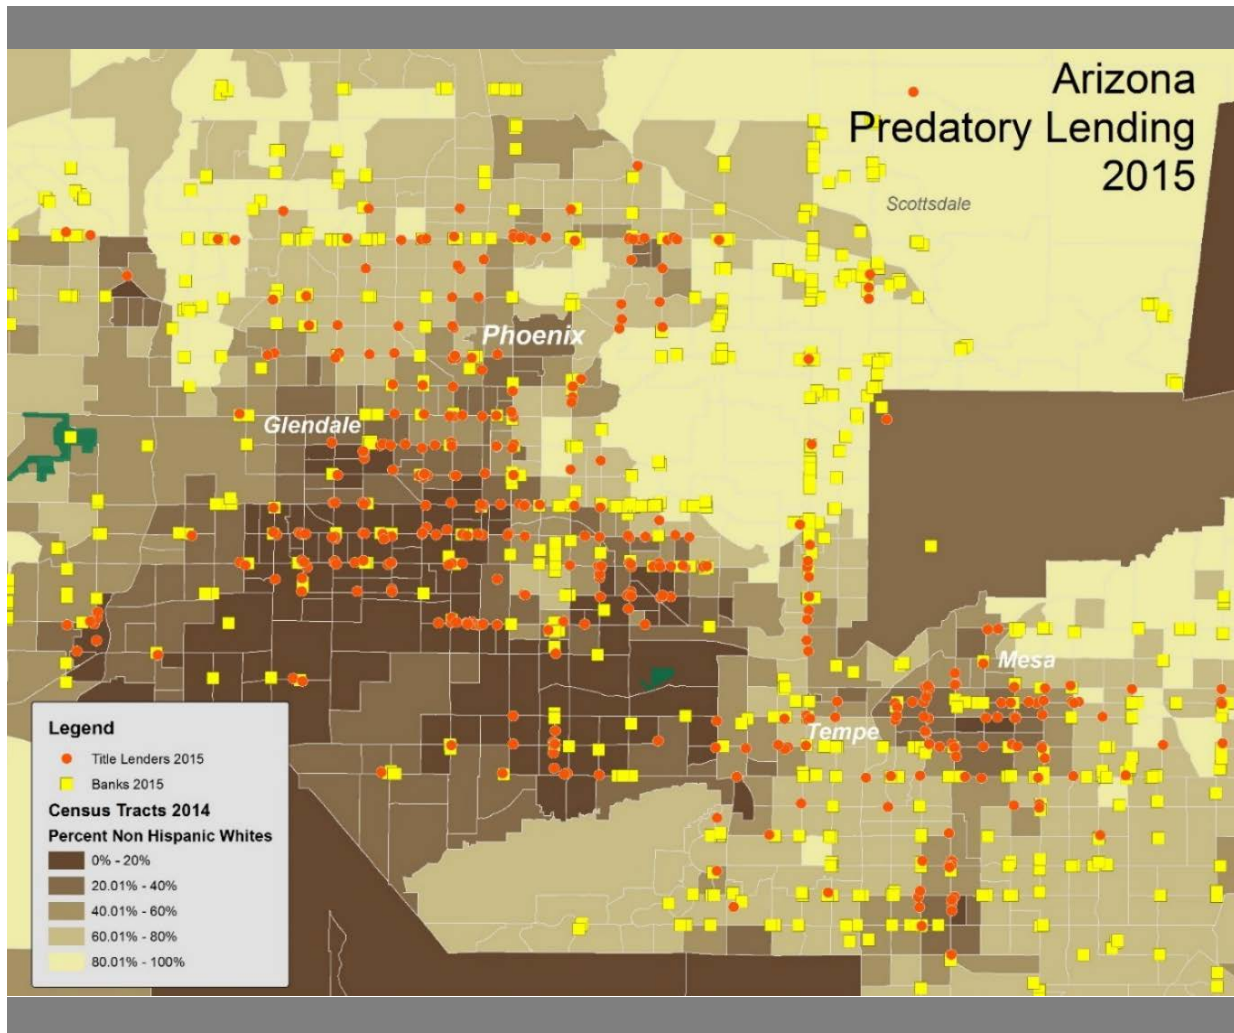 Arizona
Predatory Lending
2015
Scottsdale
Phoenix
Glendale
Mesa
Tempe
Legend
Title Lenders 2015
Banks 2015
Census Tracts 2014
Percent Non Hispanic Whites
0% - 20%
20.01% - 40%
40.01% - 60%
60.01% - 80%
80.01% - 100%